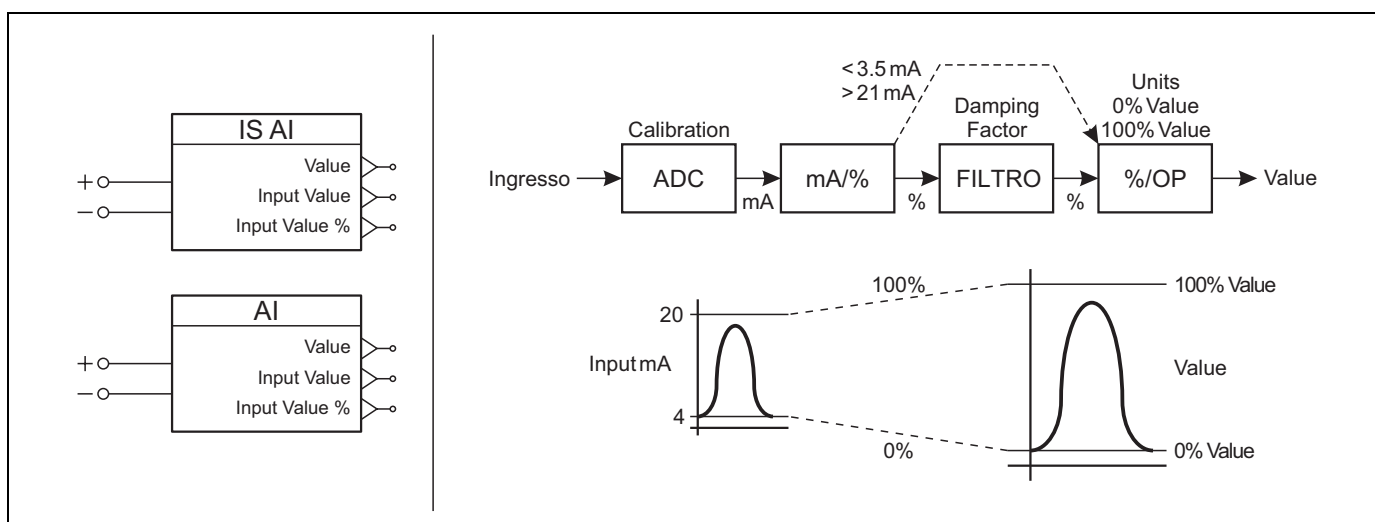 IS AI
Value
Input Value
Input Value %
+
−
AI
Value
Input Value
Input Value %
+
−
< 3.5 mA
> 21 mA
Units
0% Value
100% Value
Damping
Factor
Calibration
Ingresso
ADC
mA
mA/%
%
FILTRO
%
%/OP
Value
100%
100% Value
20
Input mA
Value
4
0%
0% Value